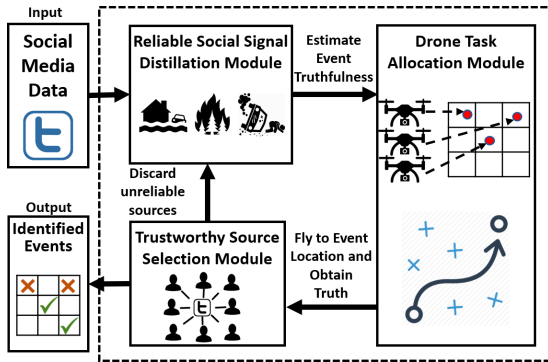 Input
Social
Media
Data
Reliable Social Signal
Distillation Module
Estimate
Event
Truthfulness
Drone Task
Allocation Module
Discard
unreliable
sources
Output
Identified
Events
Trustworthy Source
Selection Module
Fly to Event
Location and
Obtain
Truth